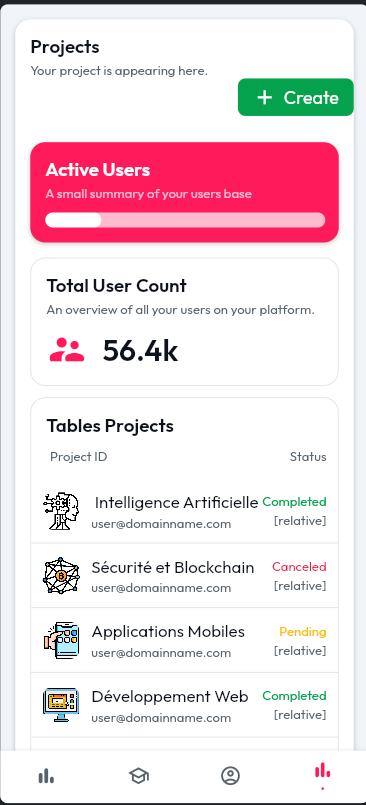 Projects
Your project is appearing here.
+ Create
Active Users
A small summary of your users base
Total User Count
An overview of all your users on your platform.
56.4k
Tables Projects
Project ID Status
Intelligence Artificielle Completed
user@domainname.com [relative]
Sécurité et Blockchain Canceled
user@domainname.com [relative]
Applications Mobiles Pending
user@domainname.com [relative]
Développement Web Completed
user@domainname.com [relative]